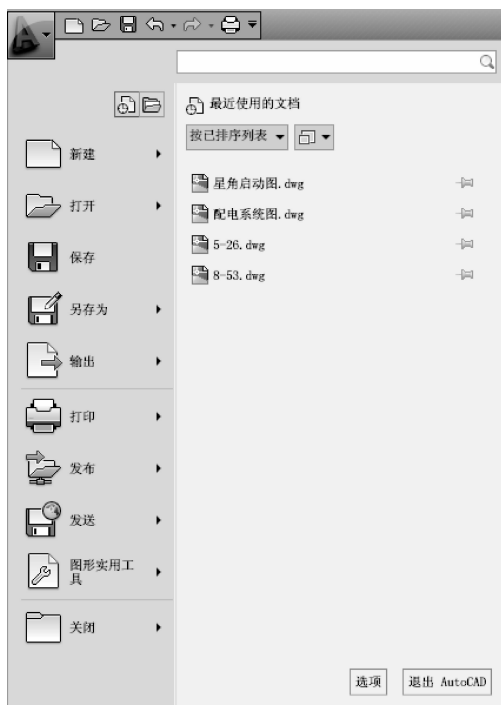 最近使用的文档
按已排序列表
新建
打开
保存
另存为
输出
打印
发布
发送
图形实用工
具
关闭
星角启动图.dwg
配电系统图.dwg
5-26.dwg
8-53.dwg
选项
退出 AutoCAD